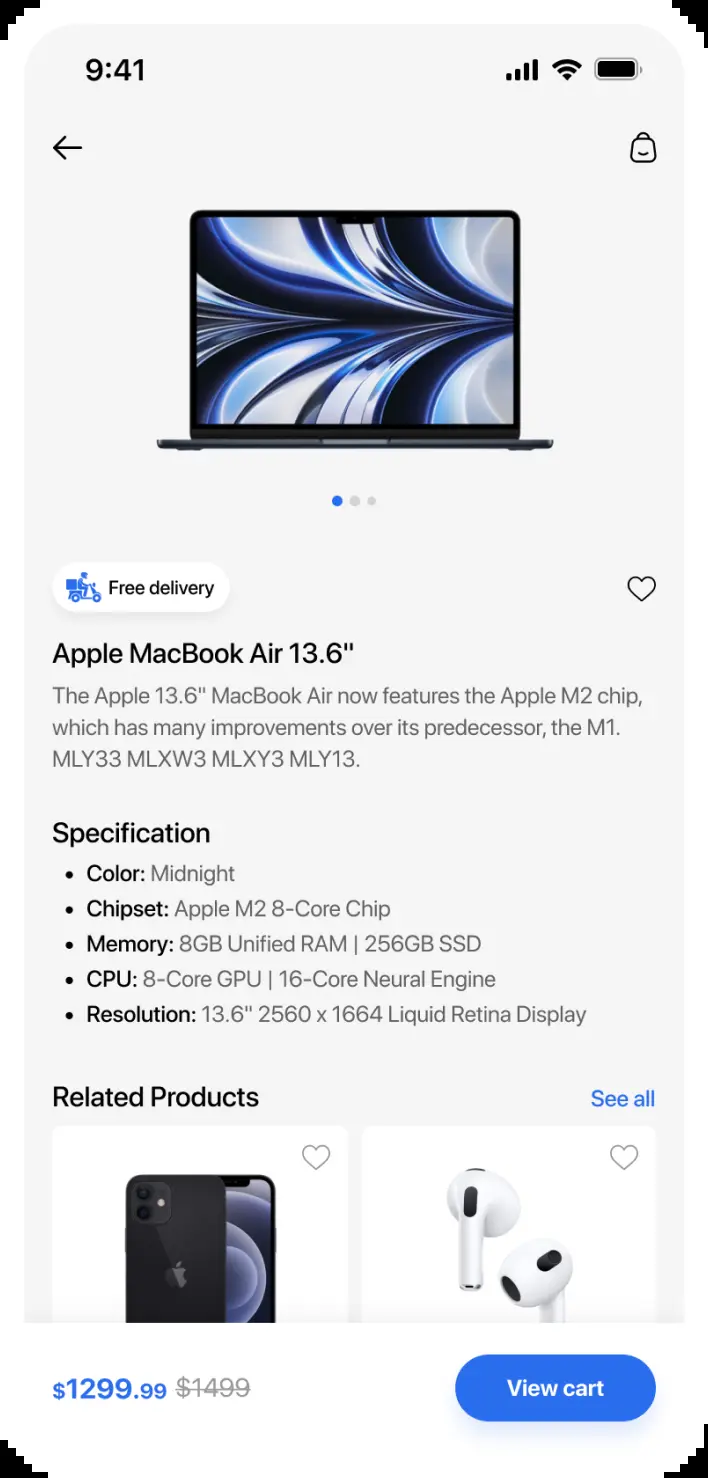 9:41
Free delivery
Apple MacBook Air 13.6"
The Apple 13.6" MacBook Air now features the Apple M2 chip,
which has many improvements over its predecessor, the M1.
MLY33 MLXW3 MLXY3 MLY13.
Specification
• Color: Midnight
• Chipset: Apple M2 8-Core Chip
• Memory: 8GB Unified RAM | 256GB SSD
• CPU: 8-Core GPU | 16-Core Neural Engine
• Resolution: 13.6" 2560 x 1664 Liquid Retina Display
Related Products See all
$1299.99 $1499 View cart